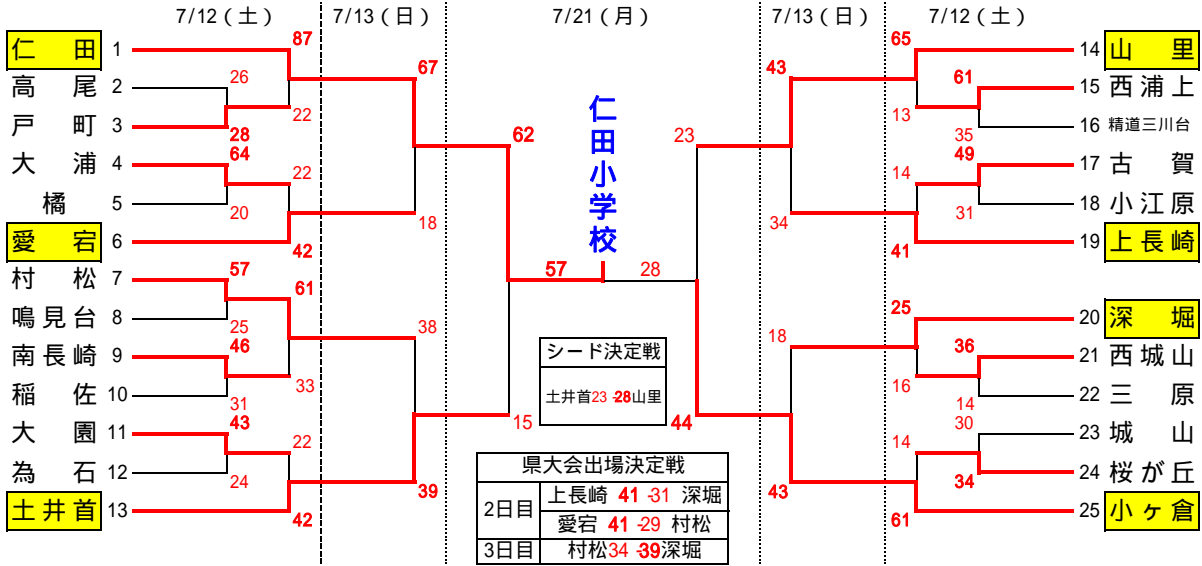 7/12（土） 7/13（日） 7/21（月） 7/13（日） 7/12（土）
仁田 1 87 67 43 65 14 山里
高尾 2 26 22 13 61 15 西浦上
戸町 3 28 35 16 精道三川台
大浦 4 64 22 62 23 14 49 17 古賀
橘 5 20 18 34 31 18 小江原
愛宕 6 42 41 19 上長崎
仁田小学校
57 28
村松 7 57 61 38 18 25 20 深堀
鳴見台 8 25 36 21 西城山
南長崎 9 46 33 16 14 22 三原
稲佐 10 31 15 44 30 23 城山
大園 11 43 22 14 34 24 桜が丘
為石 12 24 39 43
土井首 13 42 61 25 小ヶ倉
シード決定戦
土井首23-28山里
県大会出場決定戦
2日目 上長崎 41-31 深堀
愛宕 41-29 村松
3日目 村松34-39深堀